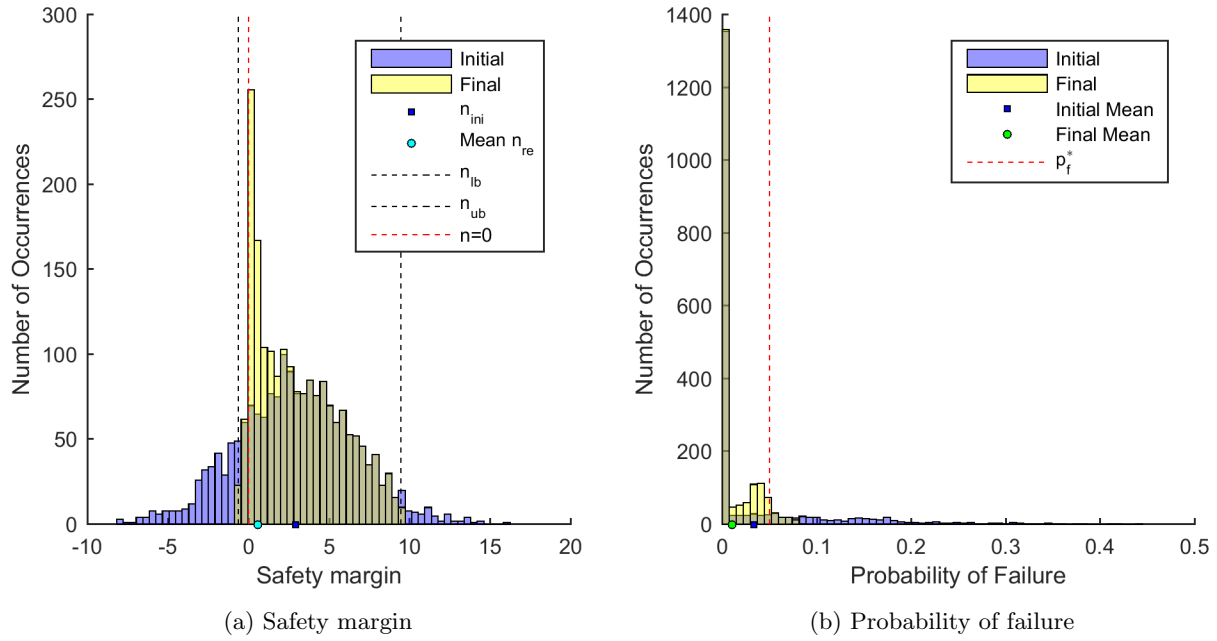 300
250
200
150
100
50
0
-10 -5 0 5 10 15 20
Number of Occurrences
Safety margin
Initial
Final
n_ini
Mean n_re
n_lb
n_ub
n=0
(a) Safety margin
1400
1200
1000
800
600
400
200
0
0 0.1 0.2 0.3 0.4 0.5
Number of Occurrences
Probability of Failure
Initial
Final
Initial Mean
Final Mean
p_f^*
(b) Probability of failure